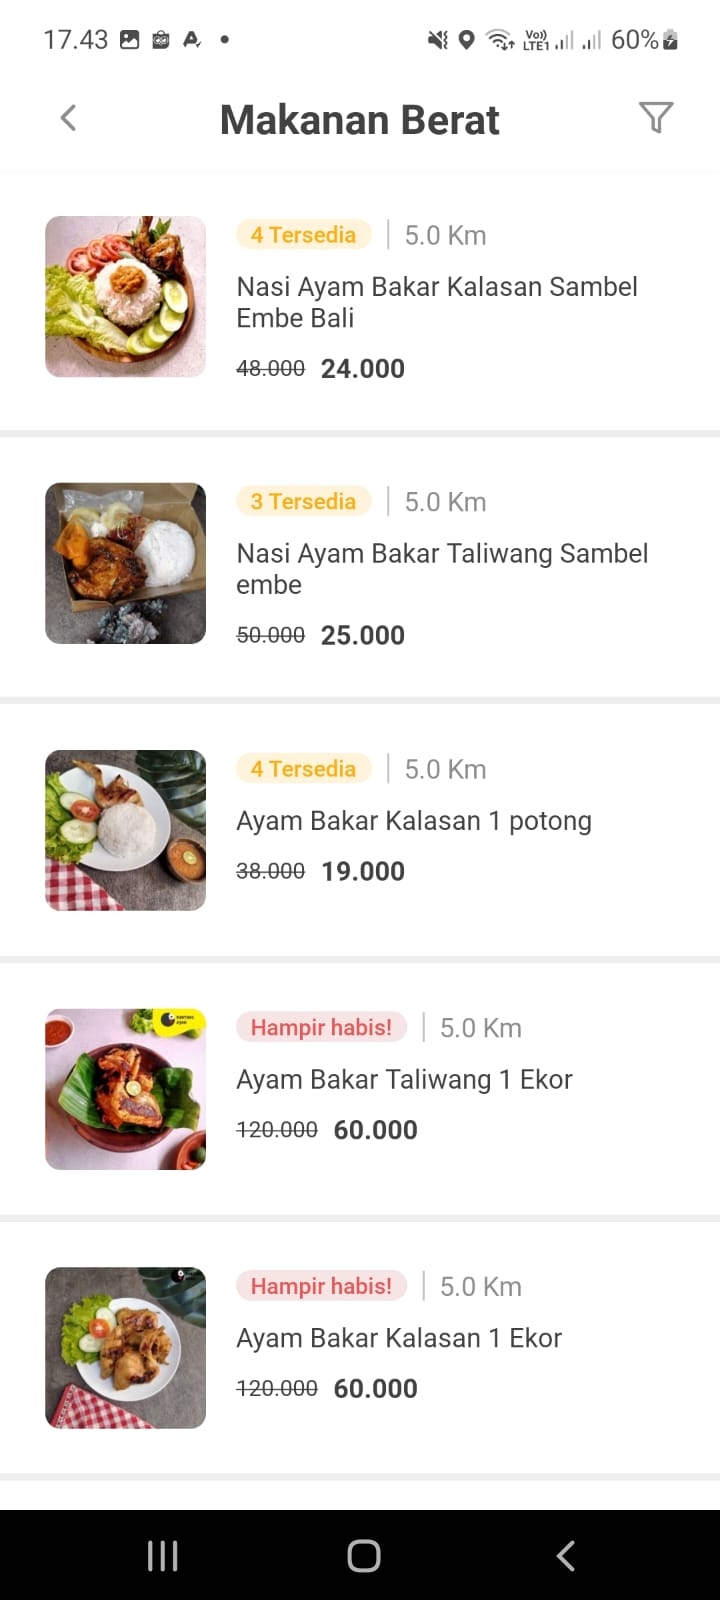 17.43
Vo))
LTE1
60%
Makanan Berat
4 Tersedia | 5.0 Km
Nasi Ayam Bakar Kalasan Sambel
Embe Bali
48.000 24.000
3 Tersedia | 5.0 Km
Nasi Ayam Bakar Taliwang Sambel
embe
50.000 25.000
4 Tersedia | 5.0 Km
Ayam Bakar Kalasan 1 potong
38.000 19.000
Hampir habis! | 5.0 Km
Ayam Bakar Taliwang 1 Ekor
120.000 60.000
Hampir habis! | 5.0 Km
Ayam Bakar Kalasan 1 Ekor
120.000 60.000